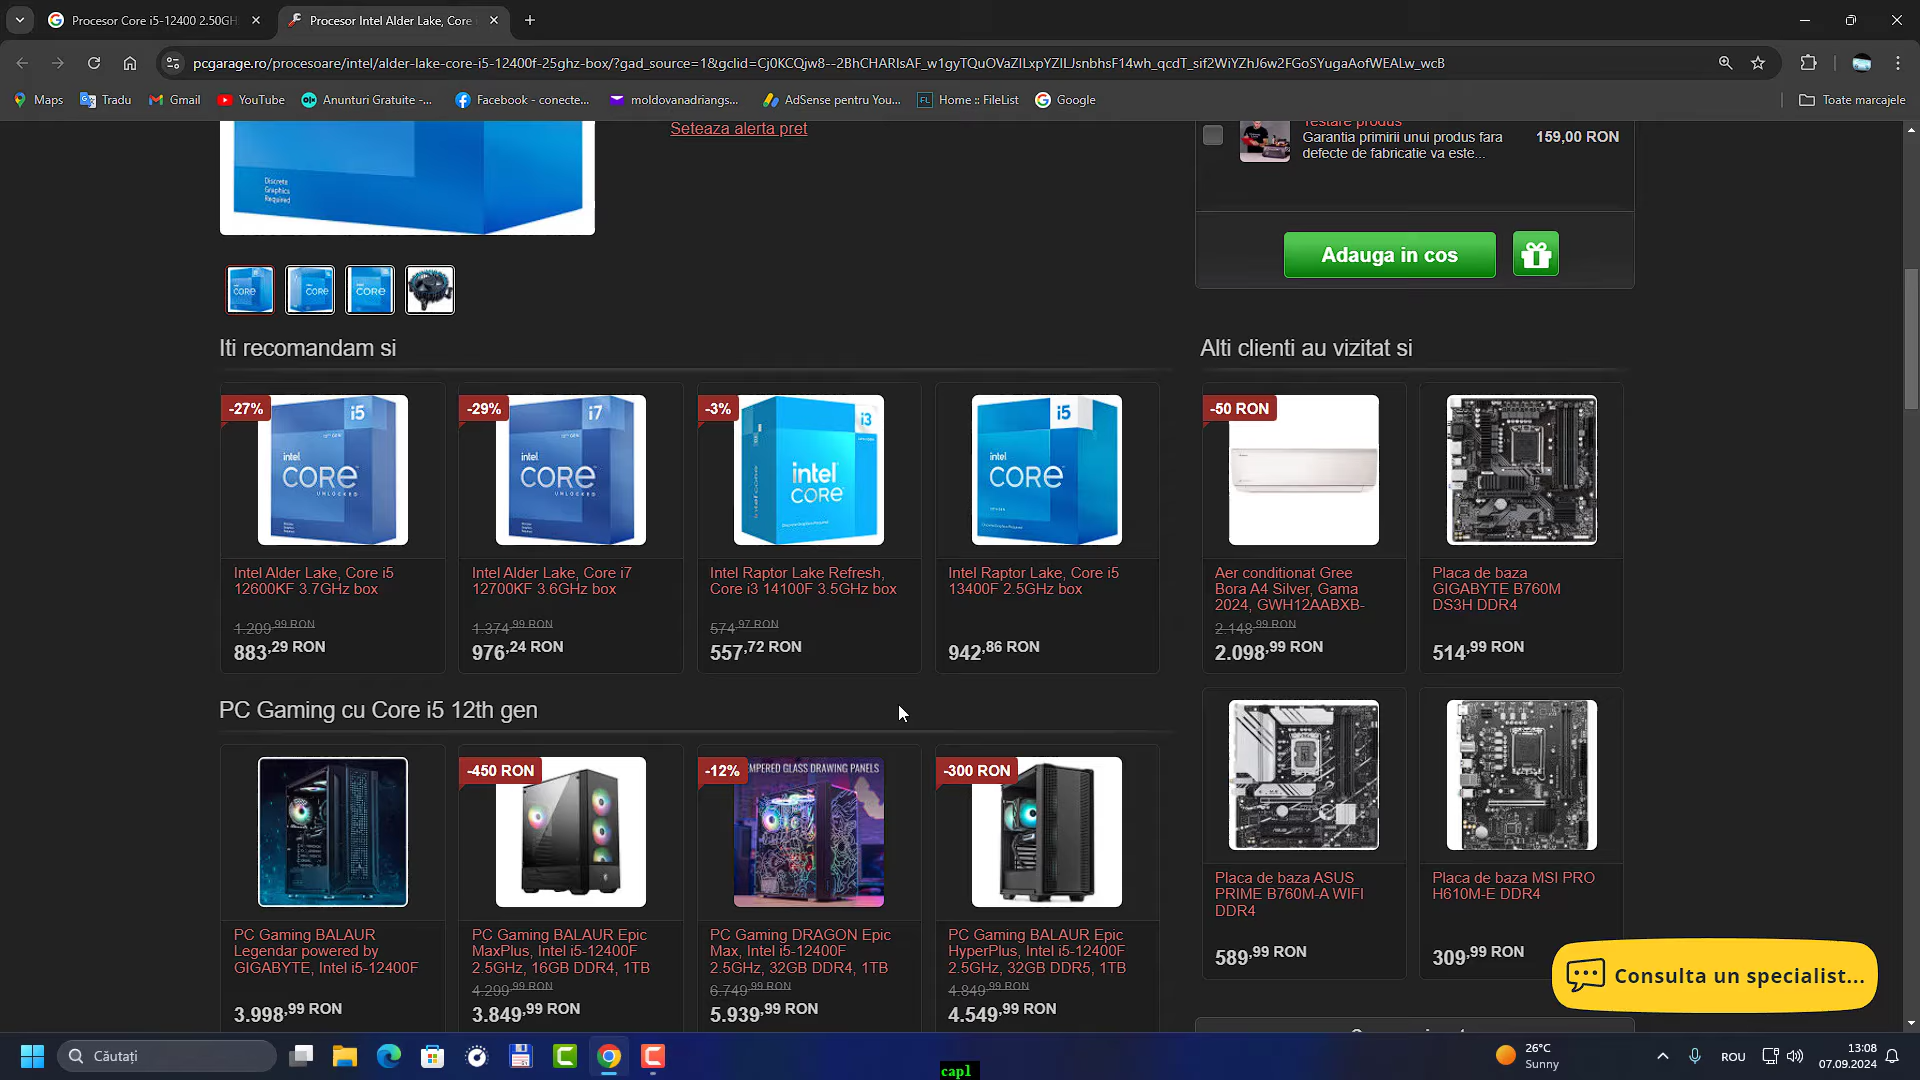 Procesor Core i5-12400 2.50GH
Procesor Intel Alder Lake, Core
pcgarage.ro/procesoare/intel/alder-lake-core-i5-12400f-25ghz-box/?gad_source=1&gclid=Cj0KCQjw8--2BhCHARIsAF_w1gyTQuOVaZILxpYZILJsnbhsF14wh_qcdT_sif2WiYZhJ6w2FGoSYugaAofWEALw_wcB
Maps
Tradu
Gmail
YouTube
Anunturi Gratuite -...
Facebook - conecte...
moldovanadriangs...
AdSense pentru You...
FL
Home :: FileList
Google
Toate marcajele
Seteaza alerta pret
Testare produs
Garantia primirii unui produs fara
defecte de fabricatie va este...
159,00 RON
Discrete
Graphics
Required
Adauga in cos
CORE
CORE
CORE
Iti recomandam si
Alti clienti au vizitat si
-27%
i5
intel
CORE
UNLOCKED
-29%
i7
intel
CORE
UNLOCKED
-3%
i3
intel
CORE
i5
intel
CORE
-50 RON
Intel Alder Lake, Core i5
12600KF 3.7GHz box
1.209,99 RON
883,29 RON
Intel Alder Lake, Core i7
12700KF 3.6GHz box
1.374,99 RON
976,24 RON
Intel Raptor Lake Refresh,
Core i3 14100F 3.5GHz box
574,97 RON
557,72 RON
Intel Raptor Lake, Core i5
13400F 2.5GHz box
942,86 RON
Aer conditionat Gree
Bora A4 Silver, Gama
2024, GWH12AABXB-
2.148,99 RON
2.098,99 RON
Placa de baza
GIGABYTE B760M
DS3H DDR4
514,99 RON
PC Gaming cu Core i5 12th gen
-450 RON
-12%
EMPERED GLASS DRAWING PANELS
-300 RON
PC Gaming BALAUR
Legendar powered by
GIGABYTE, Intel i5-12400F
3.998,99 RON
PC Gaming BALAUR Epic
MaxPlus, Intel i5-12400F
2.5GHz, 16GB DDR4, 1TB
4.299,99 RON
3.849,99 RON
PC Gaming DRAGON Epic
Max, Intel i5-12400F
2.5GHz, 32GB DDR4, 1TB
6.749,99 RON
5.939,99 RON
PC Gaming BALAUR Epic
HyperPlus, Intel i5-12400F
2.5GHz, 32GB DDR5, 1TB
4.849,99 RON
4.549,99 RON
Placa de baza ASUS
PRIME B760M-A WIFI
DDR4
589,99 RON
Placa de baza MSI PRO
H610M-E DDR4
309,99 RON
Consulta un specialist...
Căutați
capl
26°C
Sunny
ROU
13:08
07.09.2024